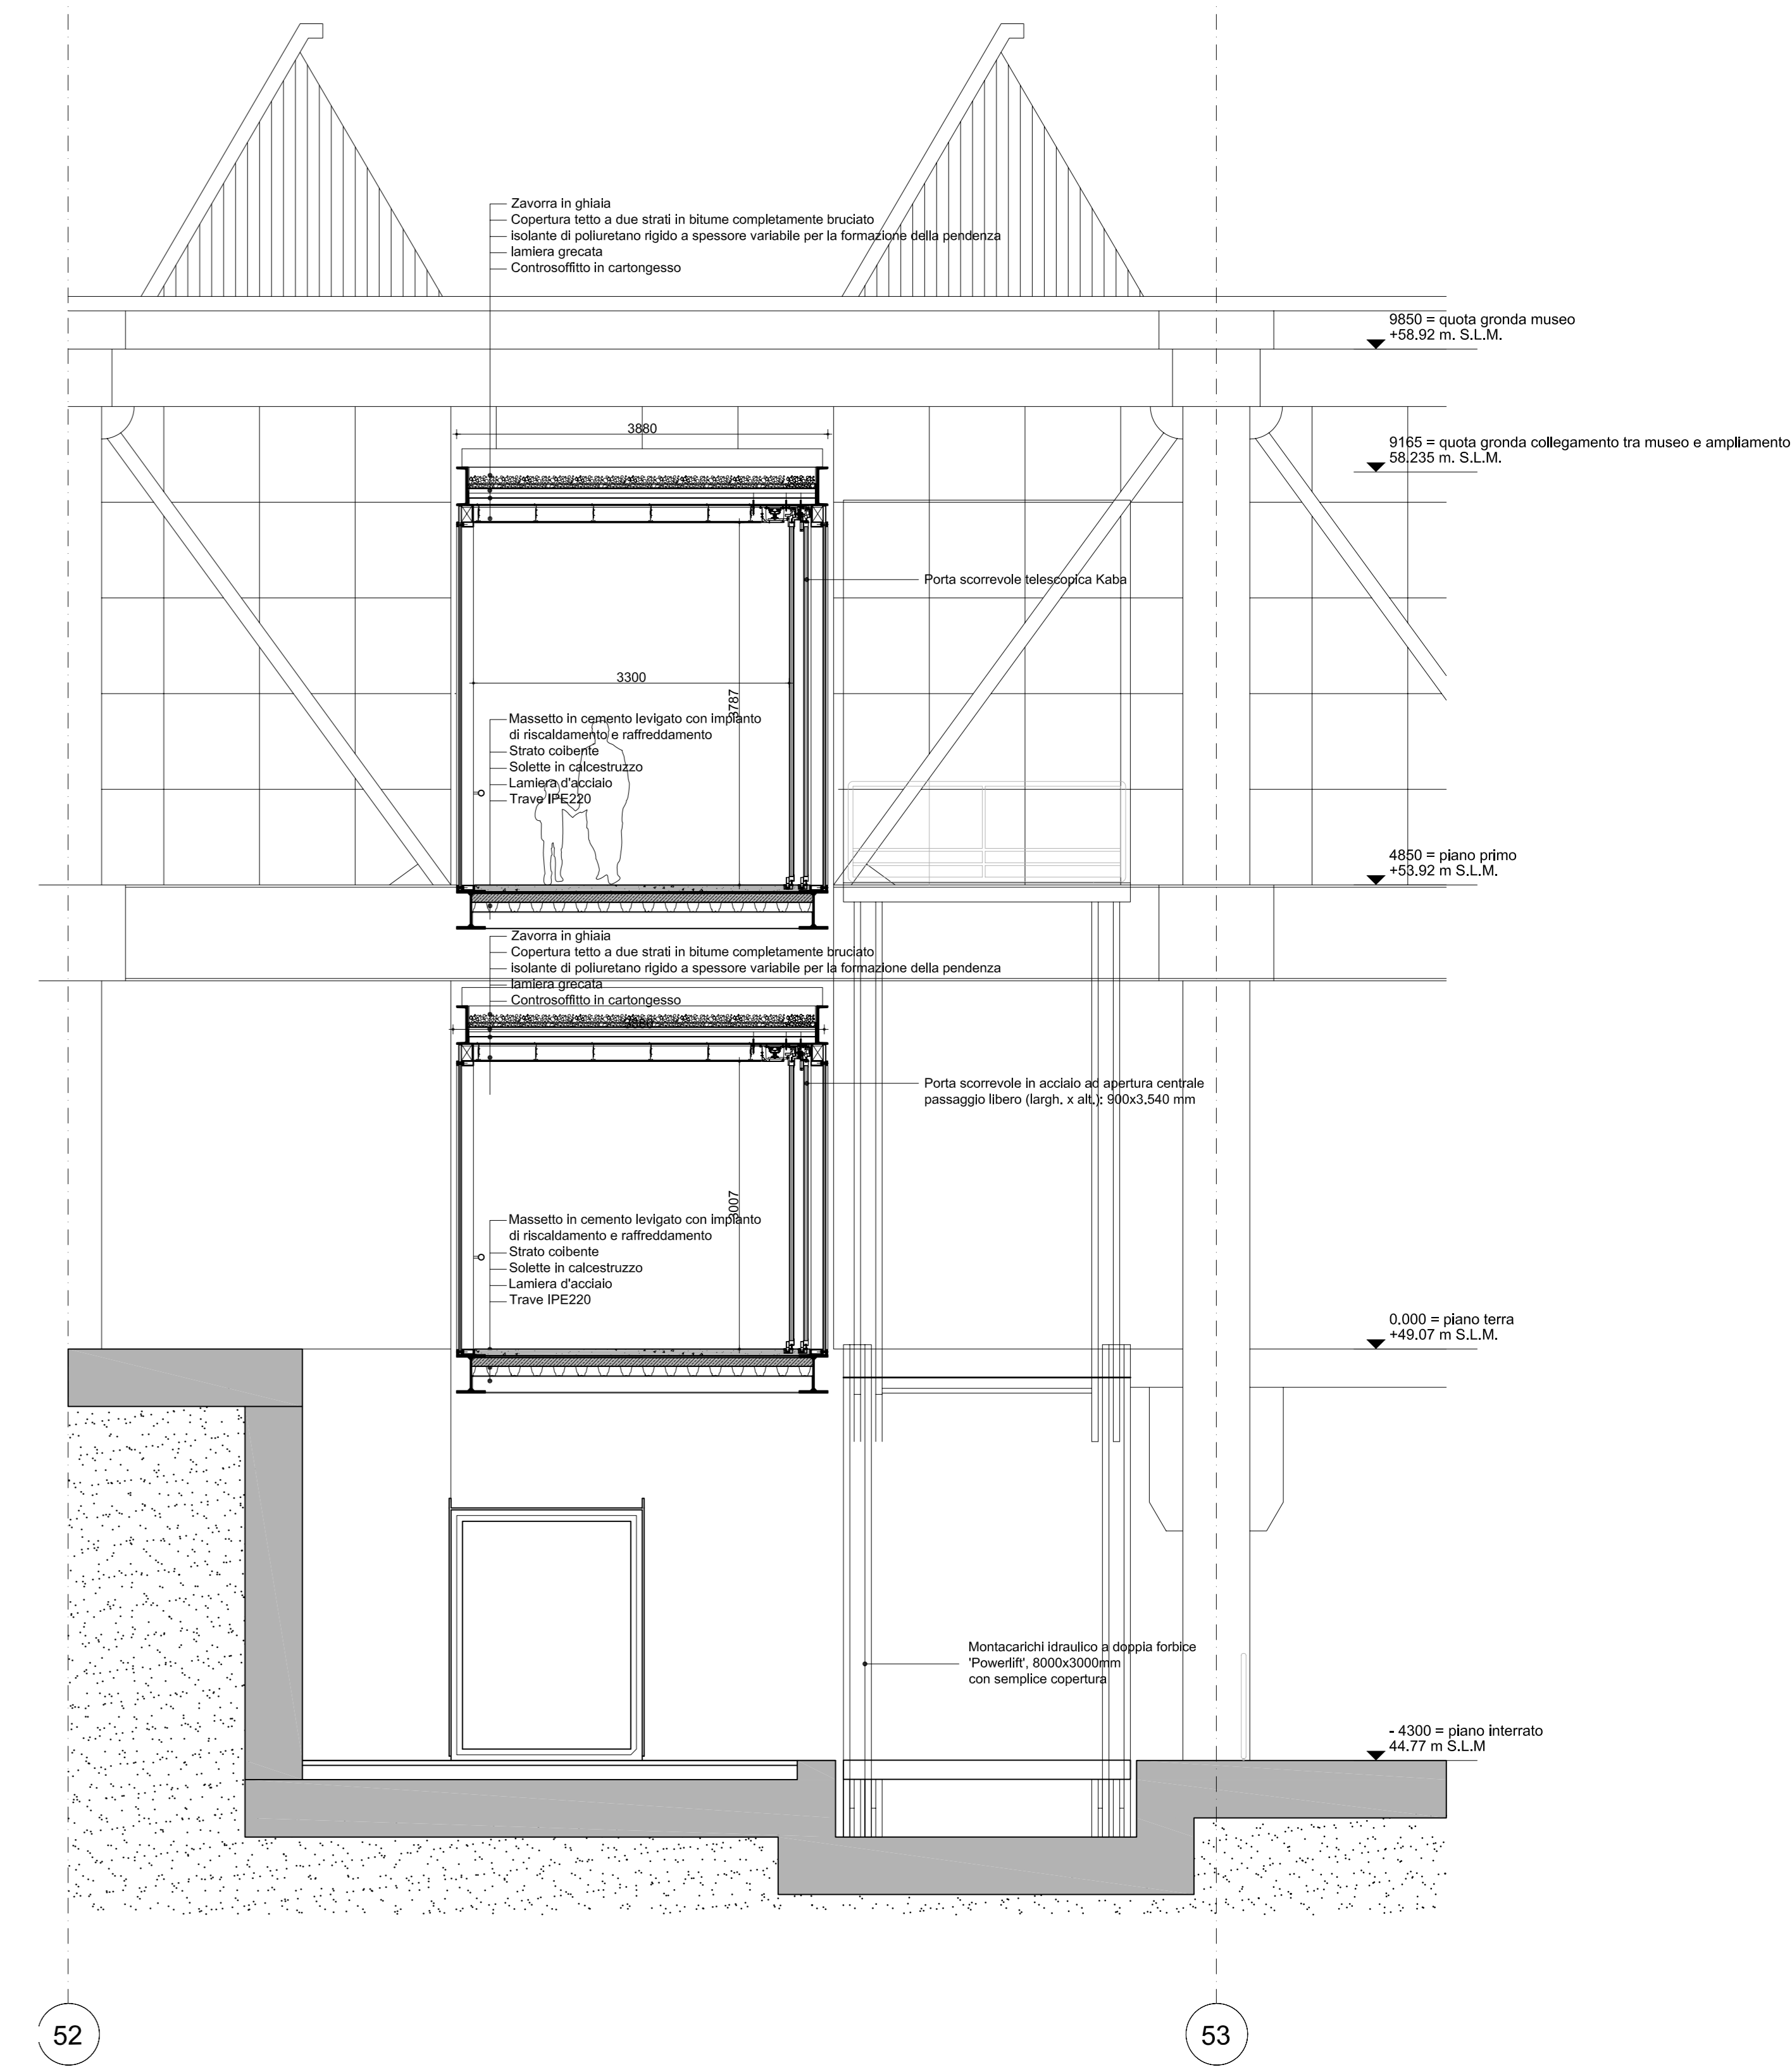 Zavorra in ghiaia
Copertura tetto a due strati in bitume completamente bruciato
isolante di poliuretano rigido a spessore variabile per la formazione della pendenza
lamiera grecata
Controsoffitto in cartongesso
9850 = quota gronda museo
+58.92 m. S.L.M.
3880
9165 = quota gronda collegamento tra museo e ampliamento
58.235 m. S.L.M.
Porta scorrevole telescopica Kaba
3300
3787
Massetto in cemento levigato con impianto
di riscaldamento e raffreddamento
Strato coibente
Solette in calcestruzzo
Lamiera d'acciaio
Trave IPE220
4850 = piano primo
+53.92 m. S.L.M.
Zavorra in ghiaia
Copertura tetto a due strati in bitume completamente bruciato
isolante di poliuretano rigido a spessore variabile per la formazione della pendenza
lamiera grecata
Controsoffitto in cartongesso
Porta scorrevole in acciaio ad apertura centrale
passaggio libero (largh. x alt.): 900x3.540 mm
3007
Massetto in cemento levigato con impianto
di riscaldamento e raffreddamento
Strato coibente
Solette in calcestruzzo
Lamiera d'acciaio
Trave IPE220
0.000 = piano terra
+49.07 m S.L.M.
Montacarichi idraulico a doppia forbice
'Powerlift', 8000x3000mm
con semplice copertura
- 4300 = piano interrato
44.77 m S.L.M
52
53